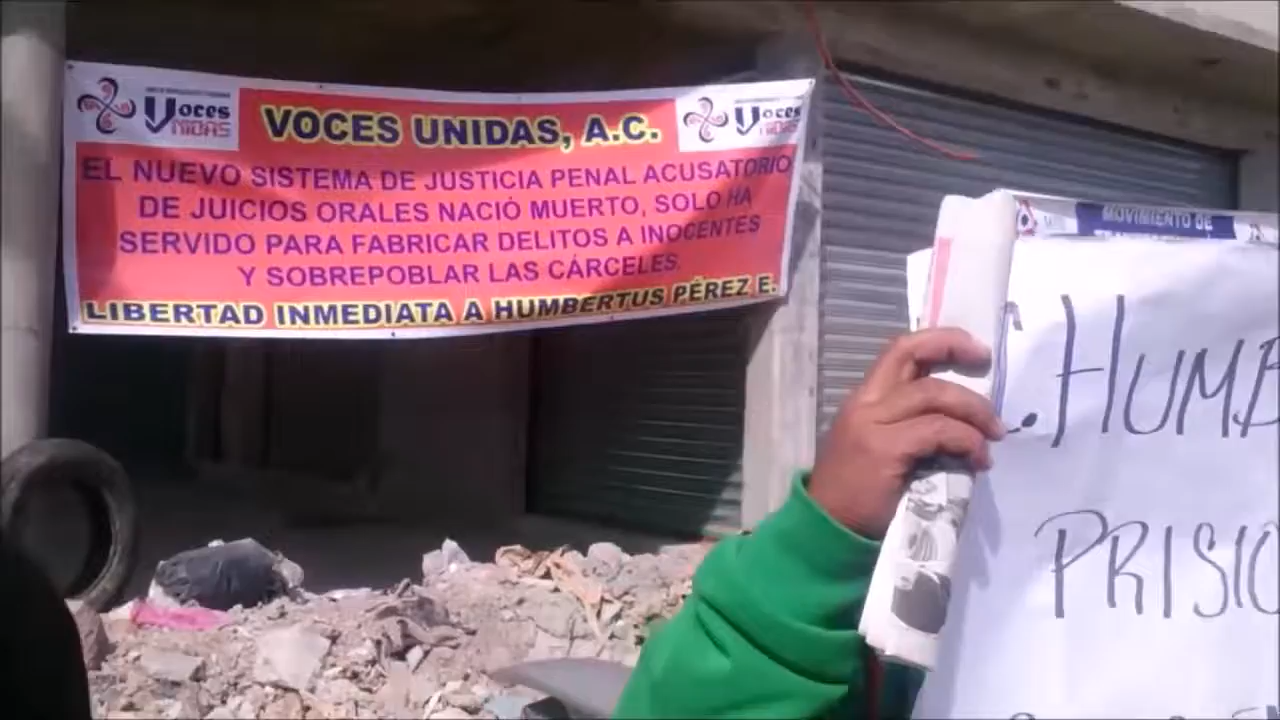 Voces
UNIDAS
VOCES UNIDAS, A.C.
Voces
UNIDAS
EL NUEVO SISTEMA DE JUSTICIA PENAL ACUSATORIO
DE JUICIOS ORALES NACIÓ MUERTO, SOLO HA
SERVIDO PARA FABRICAR DELITOS A INOCENTES
Y SOBREPOBLAR LAS CÁRCELES.
LIBERTAD INMEDIATA A HUMBERTUS PÉREZ E.
MOVIMIENTO DE
C. HUMB
PRISIO